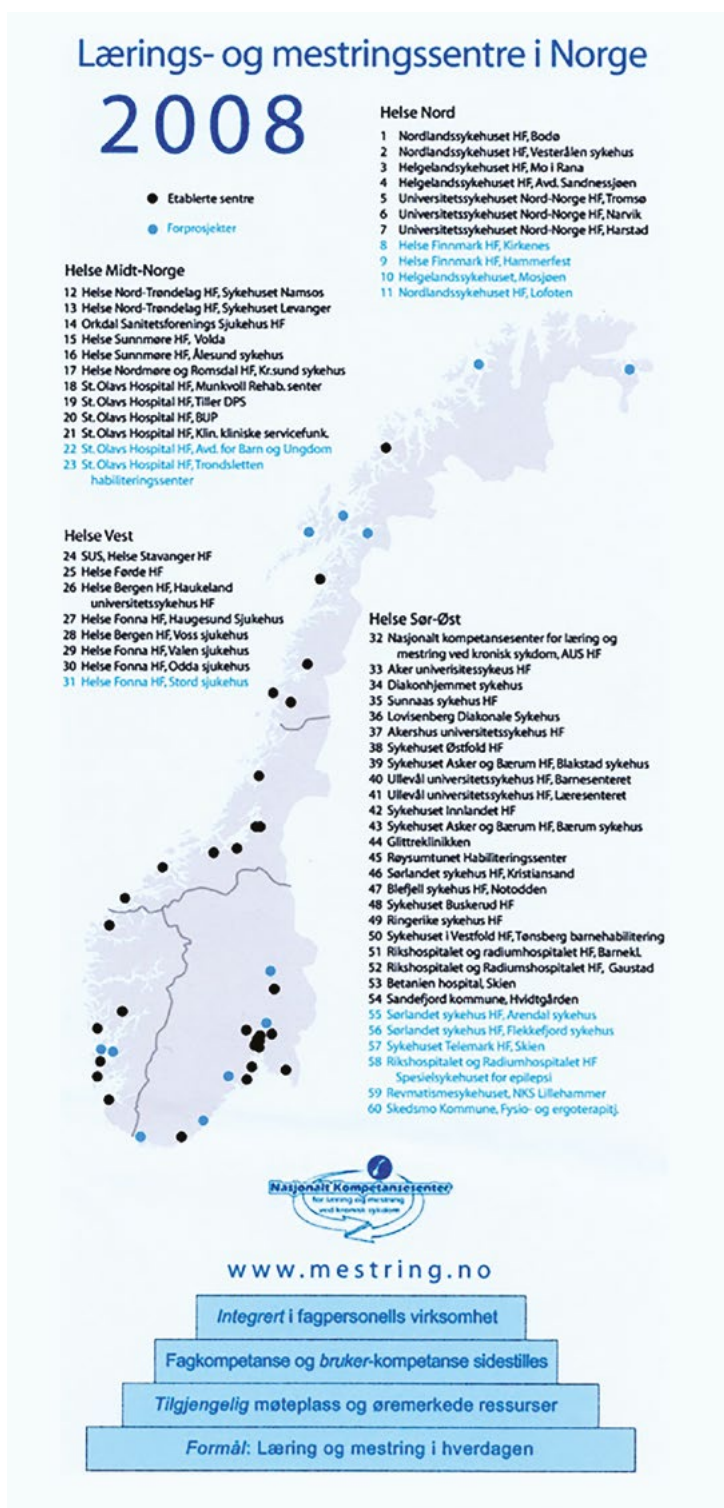 Lærings- og mestringssentre i Norge
2008
Etablerte sentre
Forprosjekter
Helse Nord
1 Nordlandssykehuset HF, Bodø
2 Nordlandssykehuset HF, Vesterålen sykehus
3 Helgelandsykehuset HF, Mo i Rana
4 Helgelandssykehuset HF, Avd. Sandnessjøen
5 Universitetssykehuset Nord-Norge HF, Tromsø
6 Universitetssykehuset Nord-Norge HF, Narvik
7 Universitetssykehuset Nord-Norge HF, Harstad
8 Helse Finnmark HF, Kirkenes
9 Helse Finnmark HF, Hammerfest
10 Helgelandssykehuset, Mosjøen
11 Nordlandssykehuset HF, Lofoten
Helse Midt-Norge
12 Helse Nord-Trøndelag HF, Sykehuset Namsos
13 Helse Nord-Trøndelag HF, Sykehuset Levanger
14 Orkdal Sanitetsforenings Sjukehus HF
15 Helse Sunnmøre HF, Volda
16 Helse Sunnmøre HF, Ålesund sykehus
17 Helse Nordmøre og Romsdal HF, Kr.sund sykehus
18 St. Olavs Hospital HF, Munkvoll Rehab. senter
19 St. Olavs Hospital HF, Tiller DPS
20 St. Olavs Hospital HF, BUP
21 St. Olavs Hospital HF, Klin. kliniske servicefunk.
22 St. Olavs Hospital HF, Avd. for Barn og Ungdom
23 St. Olavs Hospital HF, Trondsletten
habiliteringssenter
Helse Vest
24 SUS, Helse Stavanger HF
25 Helse Førde HF
26 Helse Bergen HF, Haukeland
universitetssykehus HF
27 Helse Fonna HF, Haugesund Sjukehus
28 Helse Bergen HF, Voss sjukehus
29 Helse Fonna HF, Valen sjukehus
30 Helse Fonna HF, Odda sjukehus
31 Helse Fonna HF, Stord sjukehus
Helse Sør-Øst
32 Nasjonalt kompetansesenter for læring og
mestring ved kronisk sykdom, AUS HF
33 Aker univerisitessykeus HF
34 Diakonhjemmet sykehus
35 Sunnaas sykehus HF
36 Lovisenberg Diakonale Sykehus
37 Akershus universitetssykehus HF
38 Sykehuset Østfold HF
39 Sykehuset Asker og Bærum HF, Blakstad sykehus
40 Ullevål universitetssykehus HF, Barnesenteret
41 Ullevål universitetssykehus HF, Læresenteret
42 Sykehuset Innlandet HF
43 Sykehuset Asker og Bærum HF, Bærum sykehus
44 Glittreklinikken
45 Røysumtunet Habiliteringssenter
46 Sørlandet sykehus HF, Kristiansand
47 Blefjell sykehus HF, Notodden
48 Sykehuset Buskerud HF
49 Ringerike sykehus HF
50 Sykehuset i Vestfold HF, Tønsberg barnehabilitering
51 Rikshospitalet og radiumhospitalet HF, Barnekl.
52 Rikshospitalet og Radiumshospitalet HF, Gaustad
53 Betanien hospital, Skien
54 Sandefjord kommune, Hvidtgården
55 Sørlandet sykehus HF, Arendal sykehus
56 Sørlandet sykehus HF, Flekkefjord sykehus
57 Sykehuset Telemark HF, Skien
58 Rikshospitalet og Radiumhospitalet HF
Spesielsykehuset for epilepsi
59 Revmatismesykehuset, NKS Lillehammer
60 Skedsmo Kommune, Fysio- og ergoterapitj.
Nasjonalt Kompetansesenter
for læring og mestring
ved kronisk sykdom
www.mestring.no
Integrert i fagpersonells virksomhet
Fagkompetanse og bruker-kompetanse sidestilles
Tilgjengelig møteplass og øremerkede ressurser
Formål: Læring og mestring i hverdagen